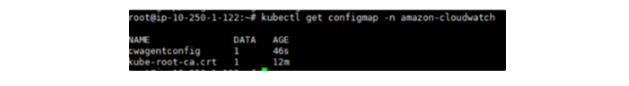 root@ip-10-250-1-122:~# kubectl get configmap -n amazon-cloudwatch
NAME DATA AGE
cwagentconfig 1 46s
kube-root-ca.crt 1 12m